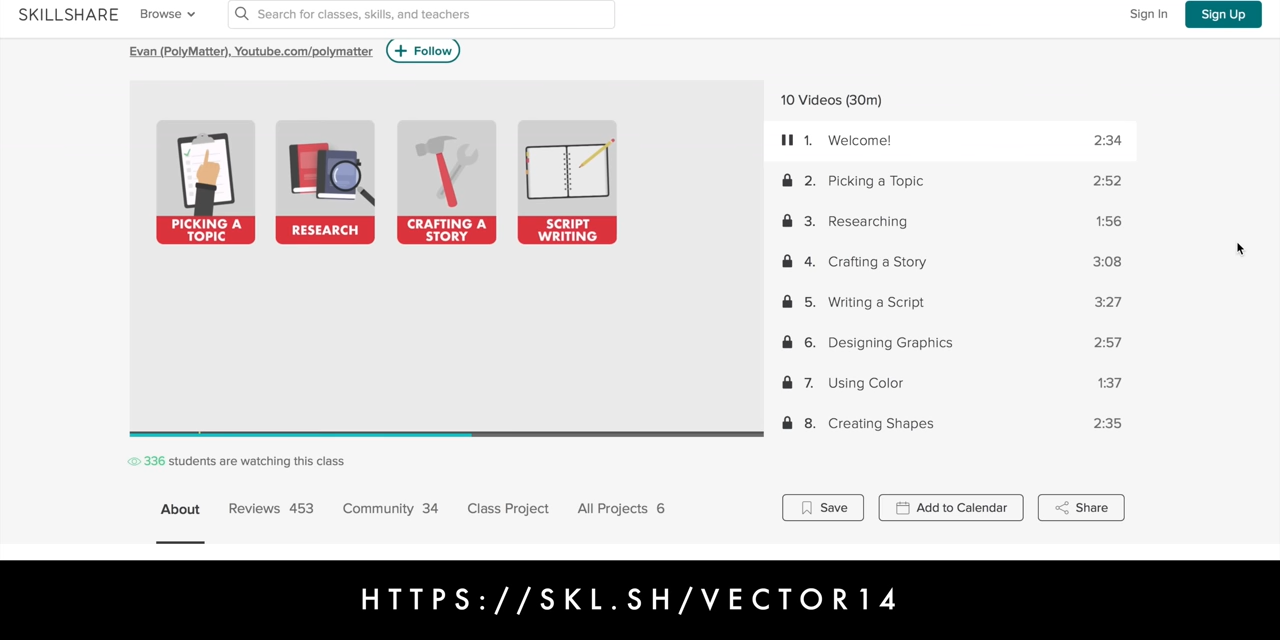 SKILLSHARE Browse Search for classes, skills, and teachers Sign In Sign Up
Evan (PolyMatter), Youtube.com/polymatter + Follow
PICKING A
TOPIC
RESEARCH
CRAFTING A
STORY
SCRIPT
WRITING
10 Videos (30m)
1. Welcome! 2:34
2. Picking a Topic 2:52
3. Researching 1:56
4. Crafting a Story 3:08
5. Writing a Script 3:27
6. Designing Graphics 2:57
7. Using Color 1:37
8. Creating Shapes 2:35
336 students are watching this class
About Reviews 453 Community 34 Class Project All Projects 6
Save Add to Calendar Share
HTTPS://SKL.SH/VECTOR14